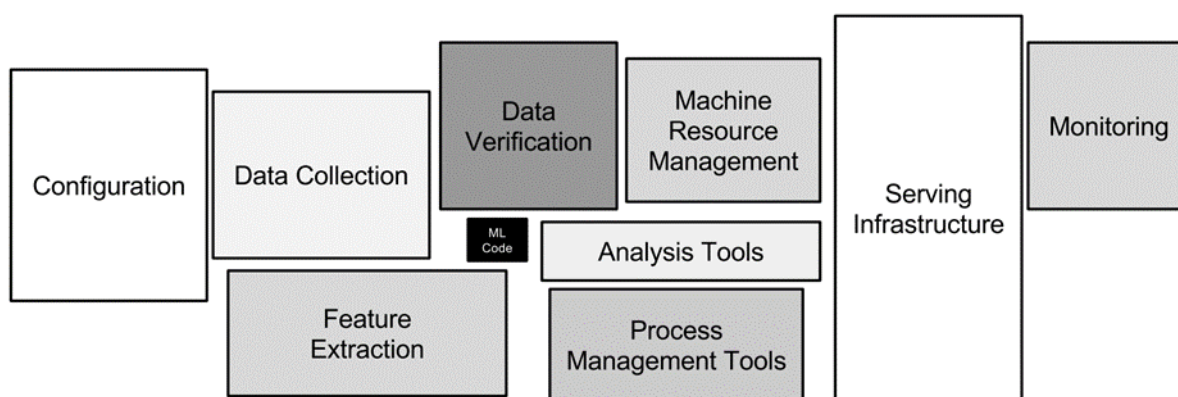 Configuration
Data Collection
Feature
Extraction
Data
Verification
ML
Code
Machine
Resource
Management
Analysis Tools
Process
Management Tools
Serving
Infrastructure
Monitoring